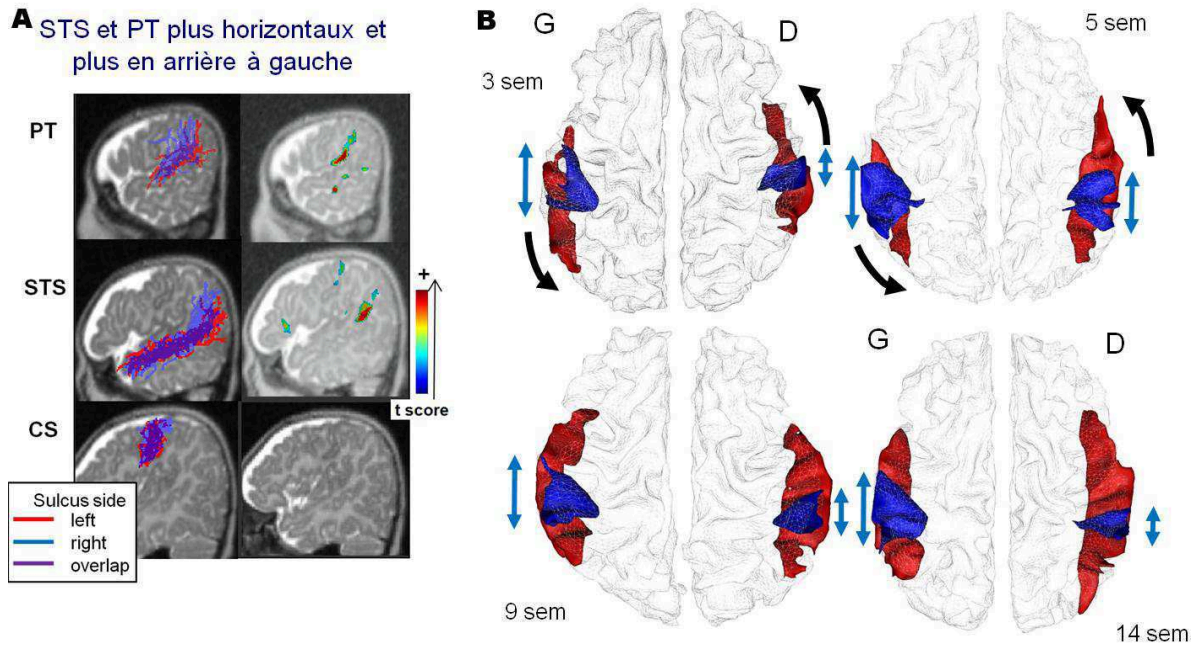 A
STS et PT plus horizontaux et
plus en arrière à gauche
PT
STS
CS
+
t score
Sulcus side
left
right
overlap
B
G
D
3 sem
5 sem
G
D
9 sem
14 sem